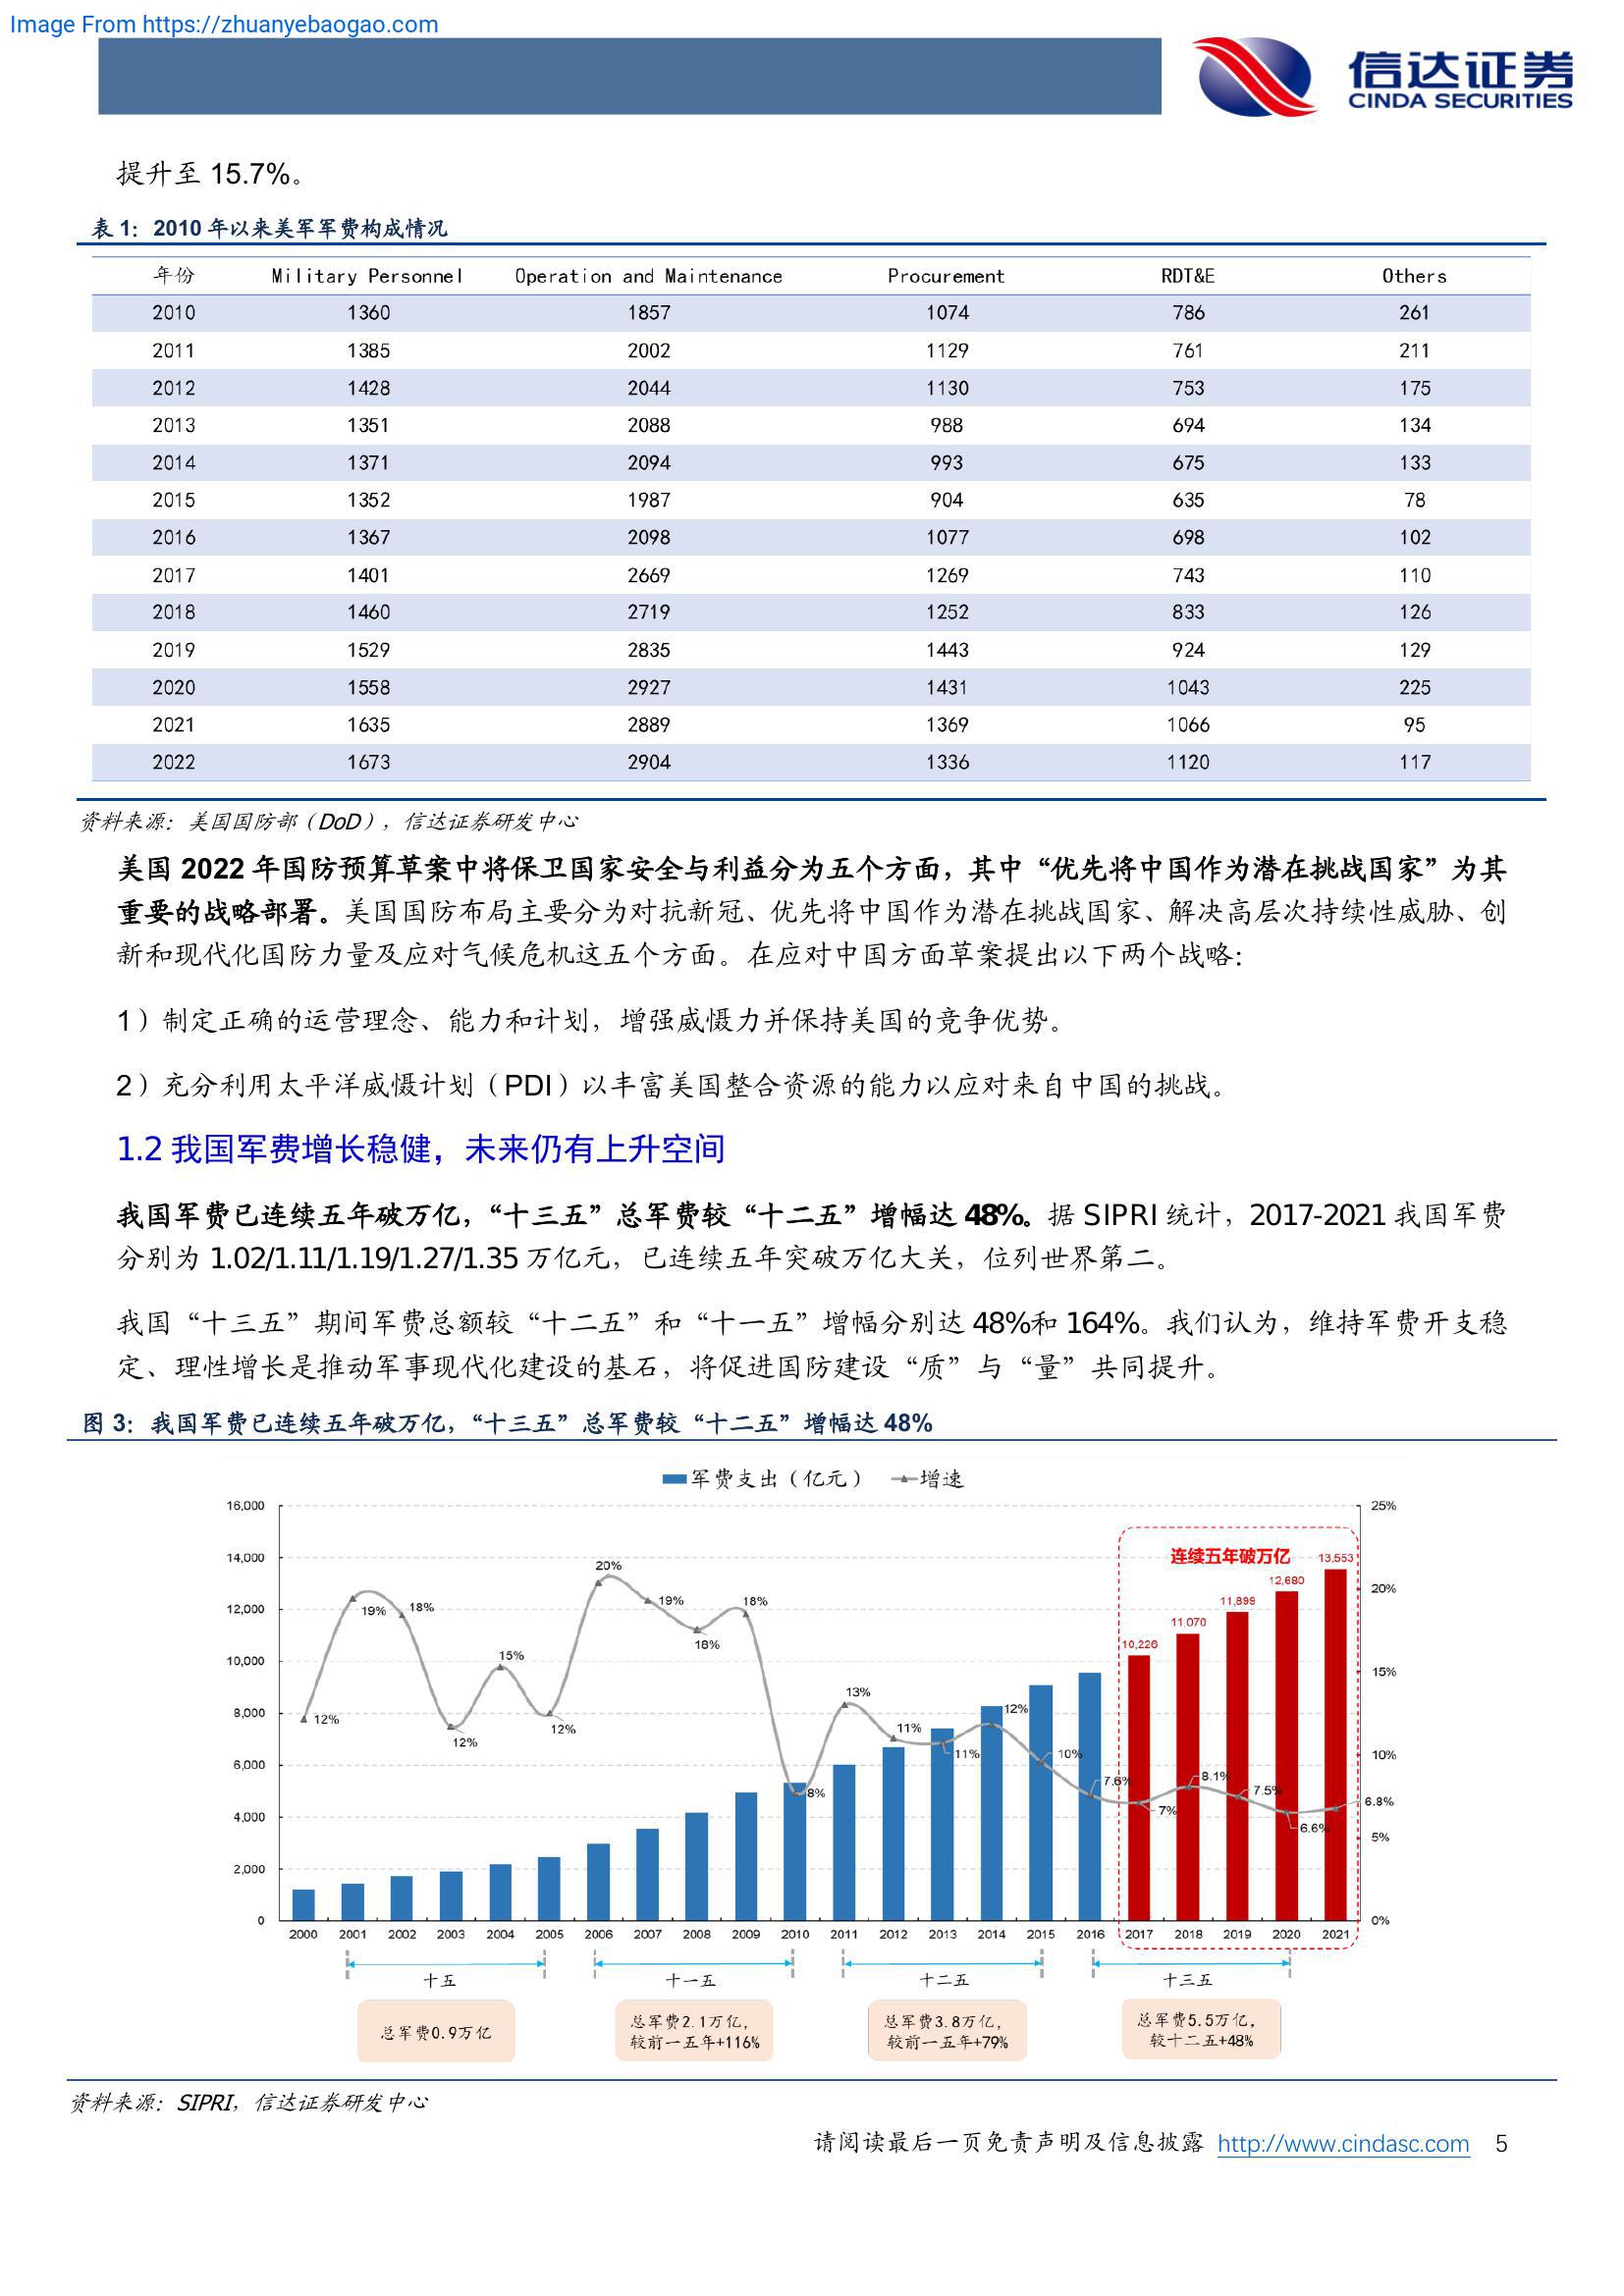 Image From https://zhuanyebaogao.com
信达证券
CINDA SECURITIES
提升至 15.7%。
表 1：2010 年以来美军军费构成情况
年份 Military Personnel Operation and Maintenance Procurement RDT&E Others
2010 1360 1857 1074 786 261
2011 1385 2002 1129 761 211
2012 1428 2044 1130 753 175
2013 1351 2088 988 694 134
2014 1371 2094 993 675 133
2015 1352 1987 904 635 78
2016 1367 2098 1077 698 102
2017 1401 2669 1269 743 110
2018 1460 2719 1252 833 126
2019 1529 2835 1443 924 129
2020 1558 2927 1431 1043 225
2021 1635 2889 1369 1066 95
2022 1673 2904 1336 1120 117
资料来源：美国国防部（DoD），信达证券研发中心
美国 2022 年国防预算草案中将保卫国家安全与利益分为五个方面，其中“优先将中国作为潜在挑战国家”为其
重要的战略部署。美国国防布局主要分为对抗新冠、优先将中国作为潜在挑战国家、解决高层次持续性威胁、创
新和现代化国防力量及应对气候危机这五个方面。在应对中国方面草案提出以下两个战略：
1）制定正确的运营理念、能力和计划，增强威慑力并保持美国的竞争优势。
2）充分利用太平洋威慑计划（PDI）以丰富美国整合资源的能力以应对来自中国的挑战。
1.2 我国军费增长稳健，未来仍有上升空间
我国军费已连续五年破万亿，“十三五”总军费较“十二五”增幅达 48%。据 SIPRI 统计，2017-2021 我国军费
分别为 1.02/1.11/1.19/1.27/1.35 万亿元，已连续五年突破万亿大关，位列世界第二。
我国“十三五”期间军费总额较“十二五”和“十一五”增幅分别达 48%和 164%。我们认为，维持军费开支稳
定、理性增长是推动军事现代化建设的基石，将促进国防建设“质”与“量”共同提升。
图 3：我国军费已连续五年破万亿，“十三五”总军费较“十二五”增幅达 48%
军费支出（亿元） 增速
16,000 25%
14,000 20% 连续五年破万亿 13,553
12,680 20%
12,000 19% 18% 19% 18% 11,899
18% 11,070
10,226
10,000 15% 15%
13%
8,000 12% 12% 12% 11% 12%
6,000 11% 10% 10%
8% 7.6% 7% 8.1% 7.5% 6.6% 6.8%
4,000
5%
2,000
0 0%
2000 2001 2002 2003 2004 2005 2006 2007 2008 2009 2010 2011 2012 2013 2014 2015 2016 2017 2018 2019 2020 2021
十五 十一五 十二五 十三五
总军费0.9万亿
总军费2.1万亿，
较前一五年+116%
总军费3.8万亿，
较前一五年+79%
总军费5.5万亿，
较十二五+48%
资料来源：SIPRI，信达证券研发中心
请阅读最后一页免责声明及信息披露 http://www.cindasc.com 5